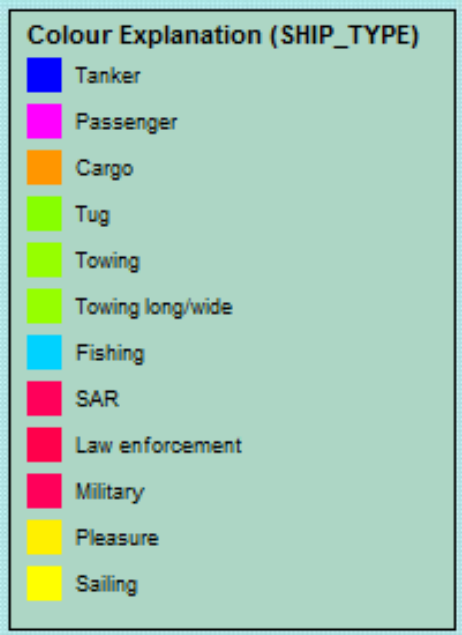 Colour Explanation (SHIP_TYPE)
Tanker
Passenger
Cargo
Tug
Towing
Towing long/wide
Fishing
SAR
Law enforcement
Military
Pleasure
Sailing